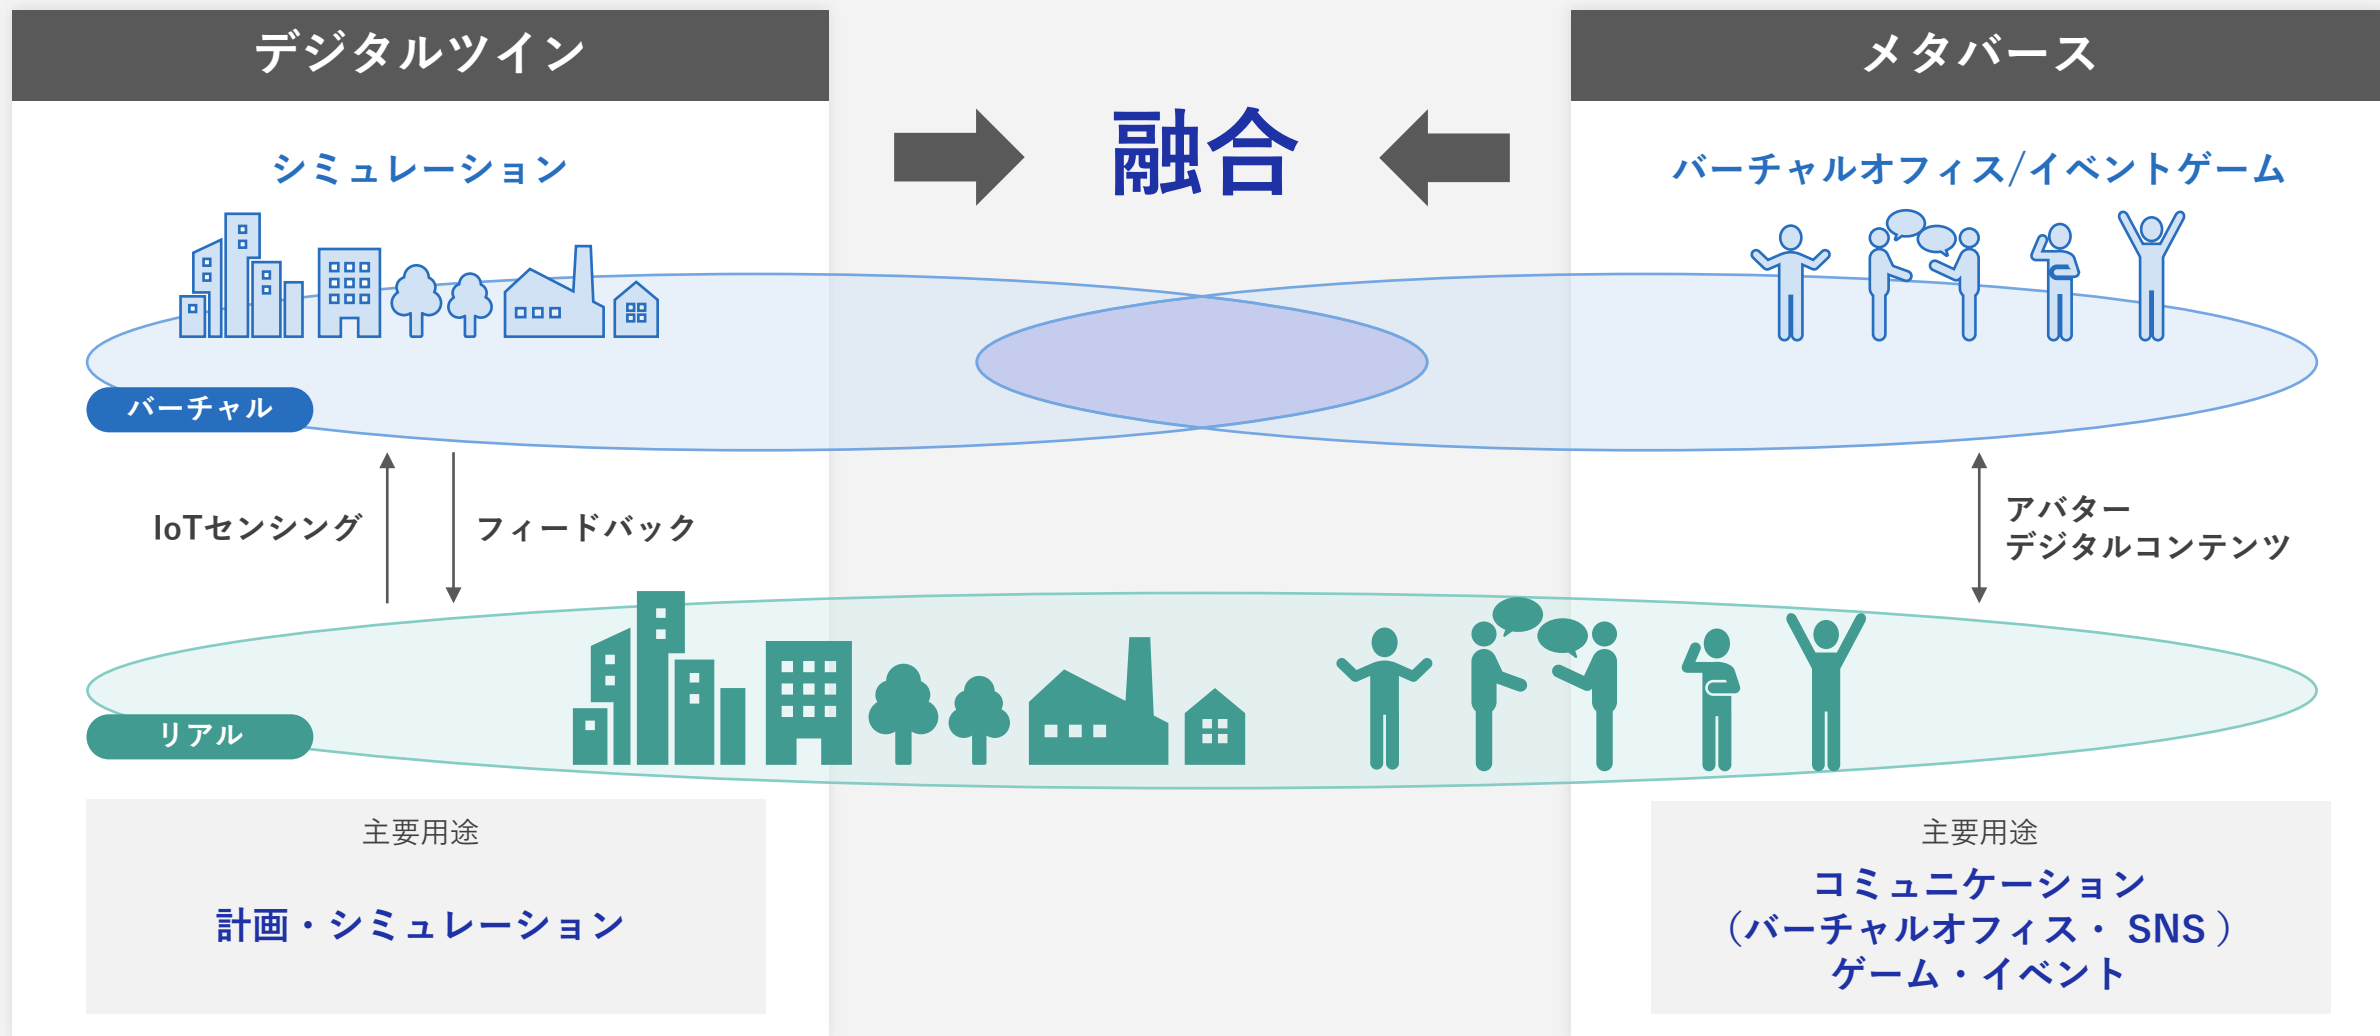 デジタルツイン
融合
メタバース
シミュレーション
バーチャルオフィス/イベントゲーム
バーチャル
IoTセンシング
フィードバック
アバター
デジタルコンテンツ
リアル
主要用途
計画・シミュレーション
主要用途
コミュニケーション
（バーチャルオフィス・ SNS ）
ゲーム・イベント